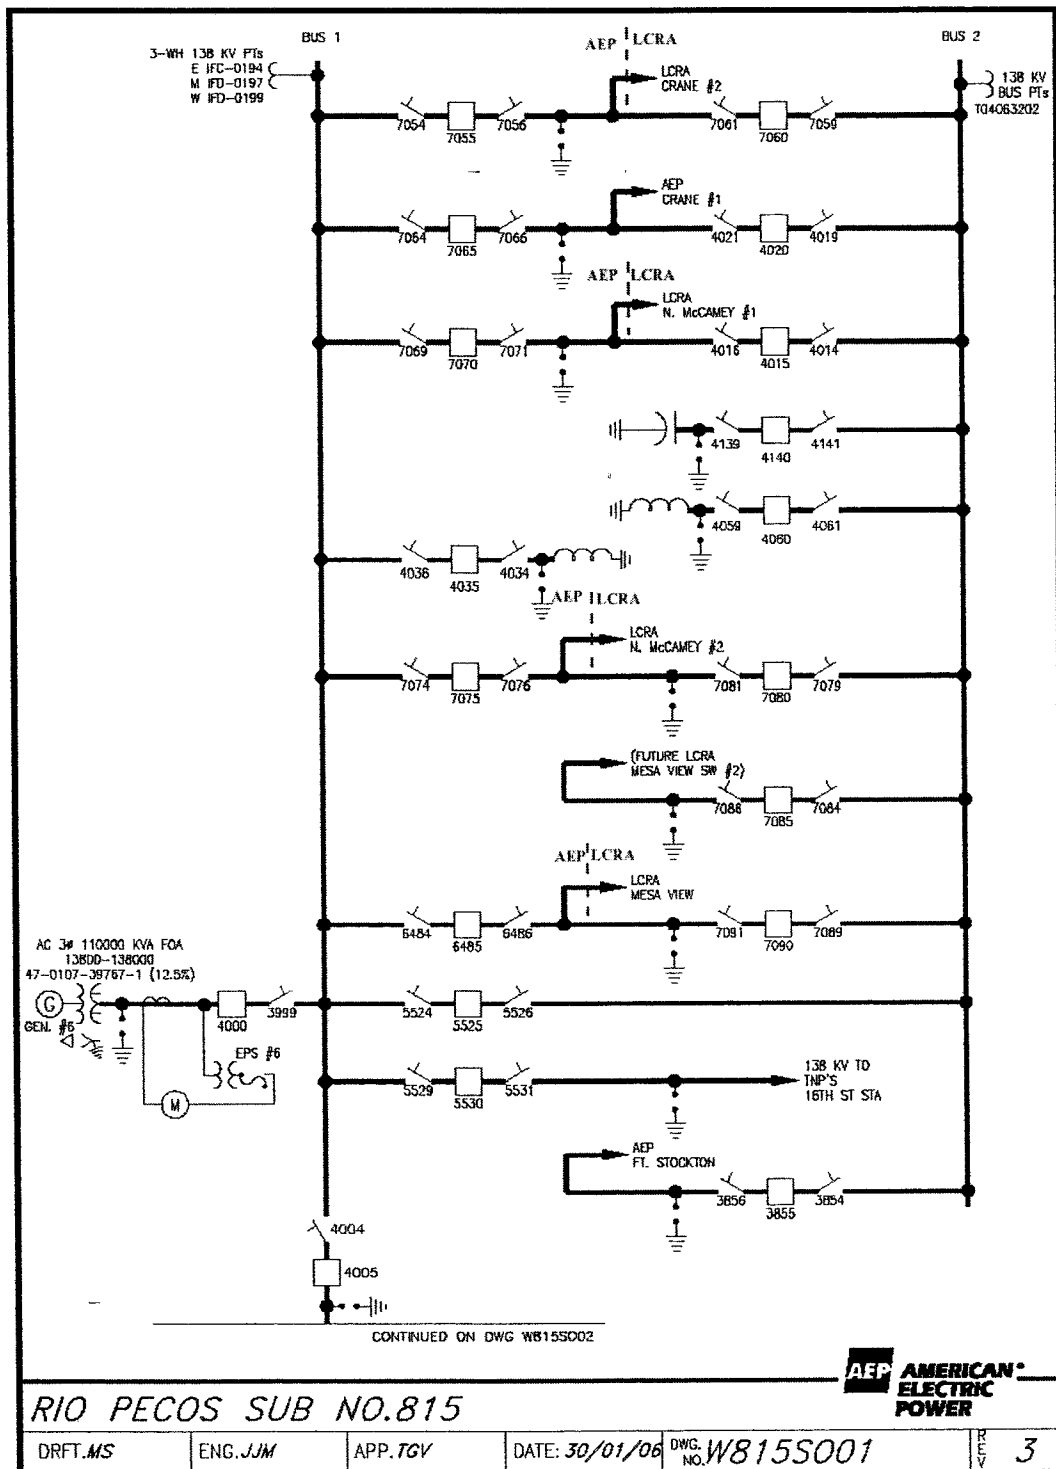 BUS 1
BUS 2
3-WH 138 KV PTs
E IFC-0194
M IFD-0197
W IFD-0199
AEP LCRA
LCRA
CRANE #2
138 KV
BUS PTs
T04063202
7054 7055 7056 7061 7060 7059
AEP
CRANE #1
7064 7065 7066 4021 4020 4019
AEP LCRA
LCRA
N. McCAMEY #1
7069 7070 7071 4016 4015 4014
4139 4140 4141
4059 4060 4061
4036 4035 4034
AEP LCRA
LCRA
N. McCAMEY #2
7074 7075 7076 7081 7080 7079
(FUTURE LCRA
MESA VIEW SW #2)
7086 7085 7084
AEP LCRA
LCRA
MESA VIEW
6484 6485 6486 7091 7090 7089
AC 3Φ 110000 KVA FOA
13800-138000
47-0107-39767-1 (12.5%)
G
GEN. #6
4000 3999
5524 5525 5526
EPS #6
M
5529 5530 5531
138 KV TO
TNP'S
16TH ST STA
AEP
FT. STOCKTON
3856 3855 3854
4004
4005
CONTINUED ON DWG W815S002
AEP AMERICAN
ELECTRIC
POWER
RIO PECOS SUB NO.815
DRFT.MS ENG.JJM APP.TGV DATE: 30/01/06 DWG. NO. W815S001 REV 3